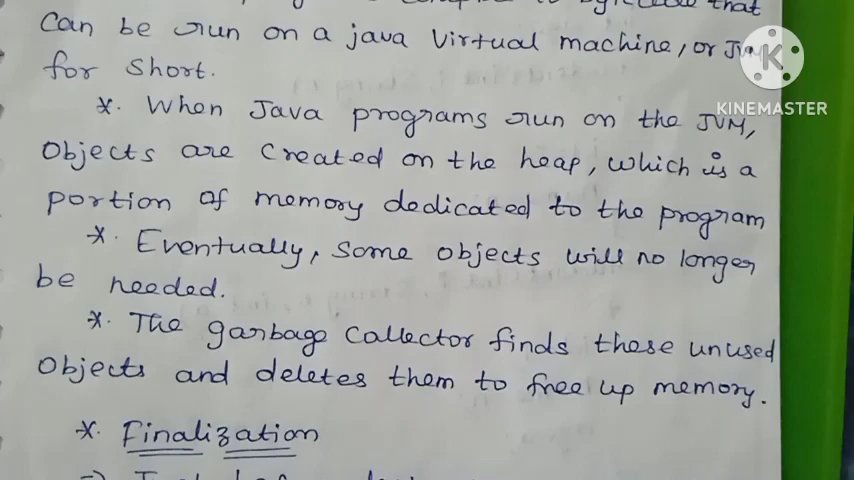 that
can be run on a java virtual machine, or JVM
for short.
*. When Java programs run on the JVM,
Objects are created on the heap, which is a
portion of memory dedicated to the program
*. Eventually, some objects will no longer
be needed.
*. The garbage collector finds these unused
Objects and deletes them to free up memory.
*. Finalization
KINEMASTER